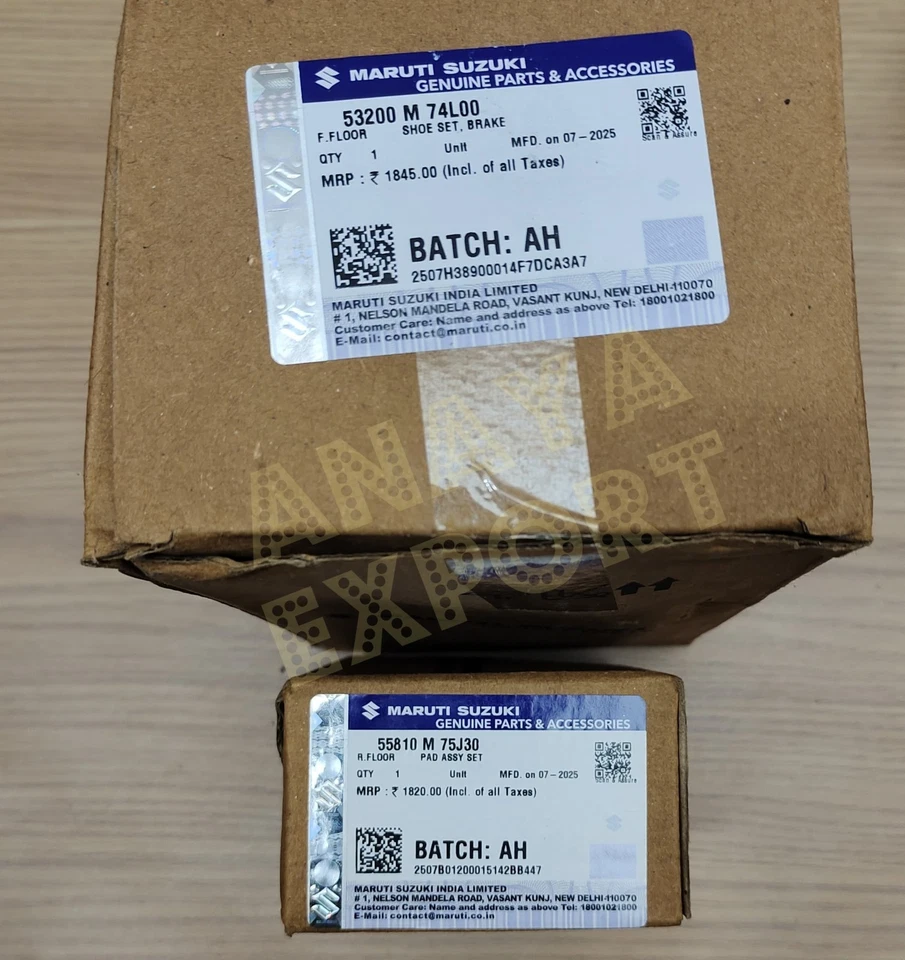 MARUTI SUZUKI
GENUINE PARTS & ACCESSORIES
53200 M 74L00
F.FLOOR SHOE SET, BRAKE
QTY 1 Unit MFD. on 07-2025
MRP : ₹ 1845.00 (Incl. of all Taxes)
Scan & Assure
BATCH: AH
2507H38900014F7DCA3A7
MARUTI SUZUKI INDIA LIMITED
# 1, NELSON MANDELA ROAD, VASANT KUNJ, NEW DELHI-110070
Customer Care: Name and address as above Tel: 18001021800
E-Mail: contact@maruti.co.in
ANAYA
EXPORT
MARUTI SUZUKI
GENUINE PARTS & ACCESSORIES
55810 M 75J30
R.FLOOR PAD ASSY SET
QTY 1 Unit MFD. on 07-2025
MRP : ₹ 1820.00 (Incl. of all Taxes)
Scan & Assure
BATCH: AH
2507B01200015142BB447
MARUTI SUZUKI INDIA LIMITED
# 1, NELSON MANDELA ROAD, VASANT KUNJ, NEW DELHI-110070
Customer Care: Name and address as above Tel: 18001021800
E-Mail: contact@maruti.co.in